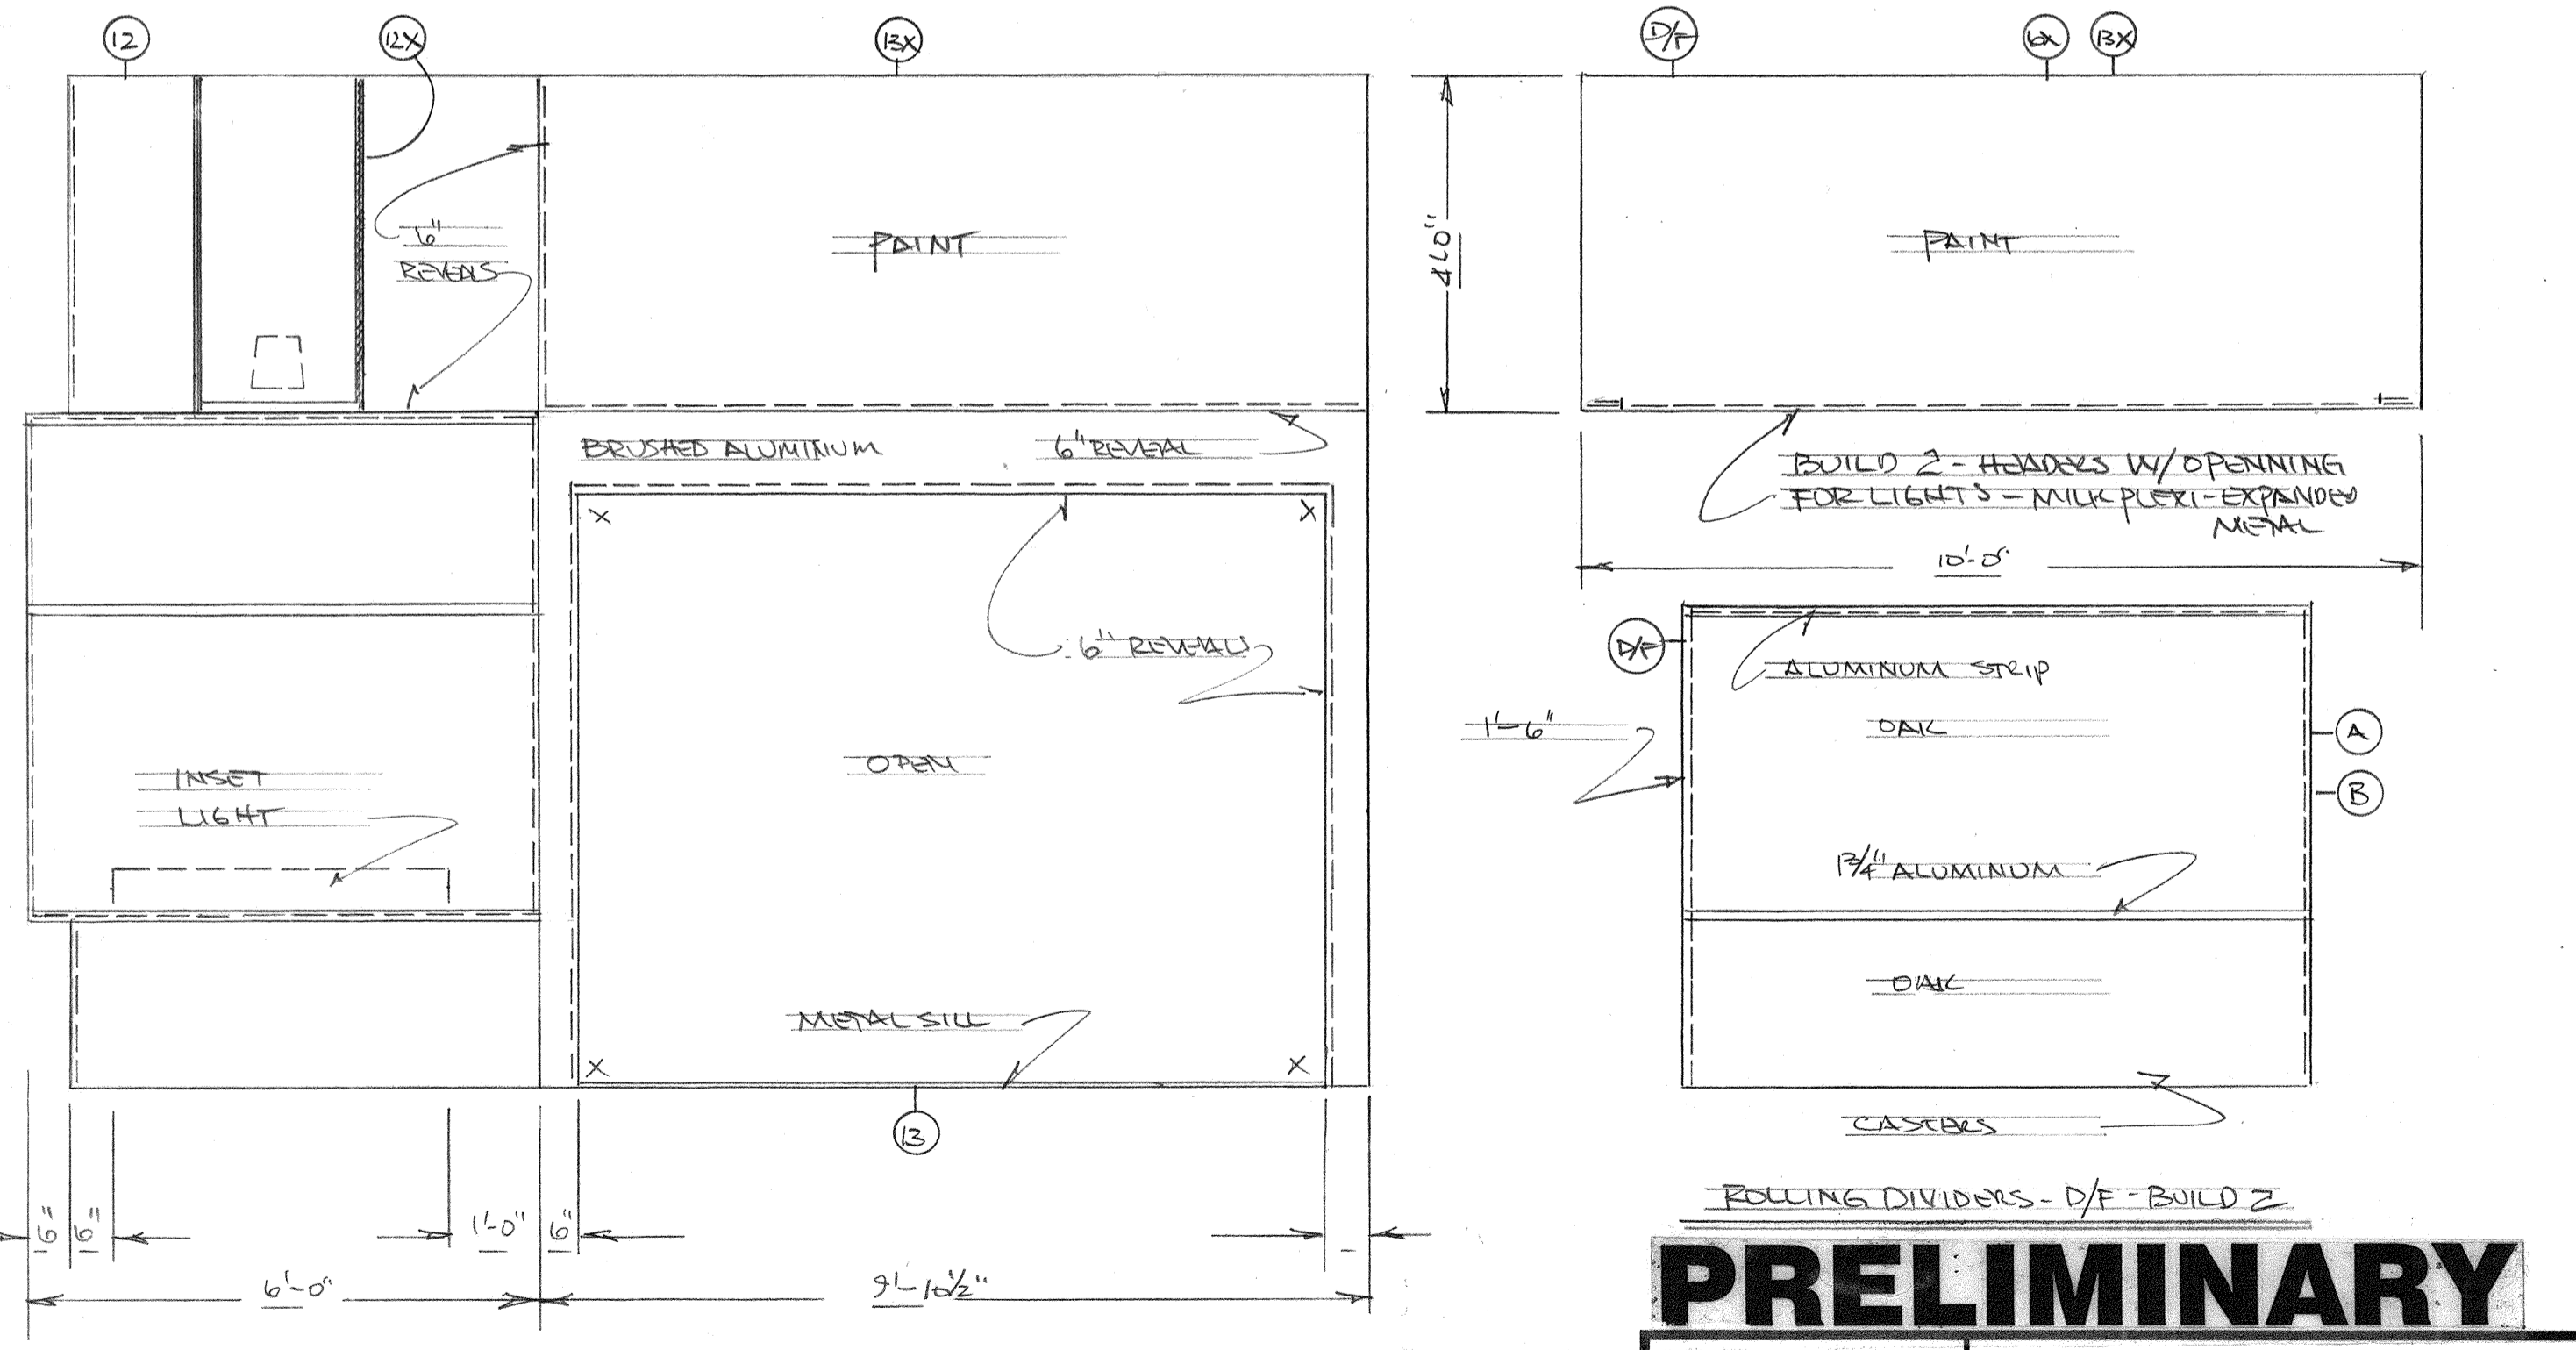 12
12X
13X
D/F
6X
13X
6"
REVEALS
PAINT
PAINT
4'-0"
BRUSHED ALUMINIUM
6" REVEAL
BUILD 2 - HEADERS W/OPENNING
FOR LIGHTS - MILK PLEXI - EXPANDED
METAL
10'-0"
6" REVEALS
D/F
ALUMINUM STRIP
1'-6"
OAK
A
B
OPEN
INSET
LIGHT
1 3/4" ALUMINUM
OAK
METAL SILL
CASTERS
13
ROLLING DIVIDERS - D/F - BUILD 2
6"
6"
1'-0"
6"
6'-0"
9'-10 1/2"
PRELIMINARY